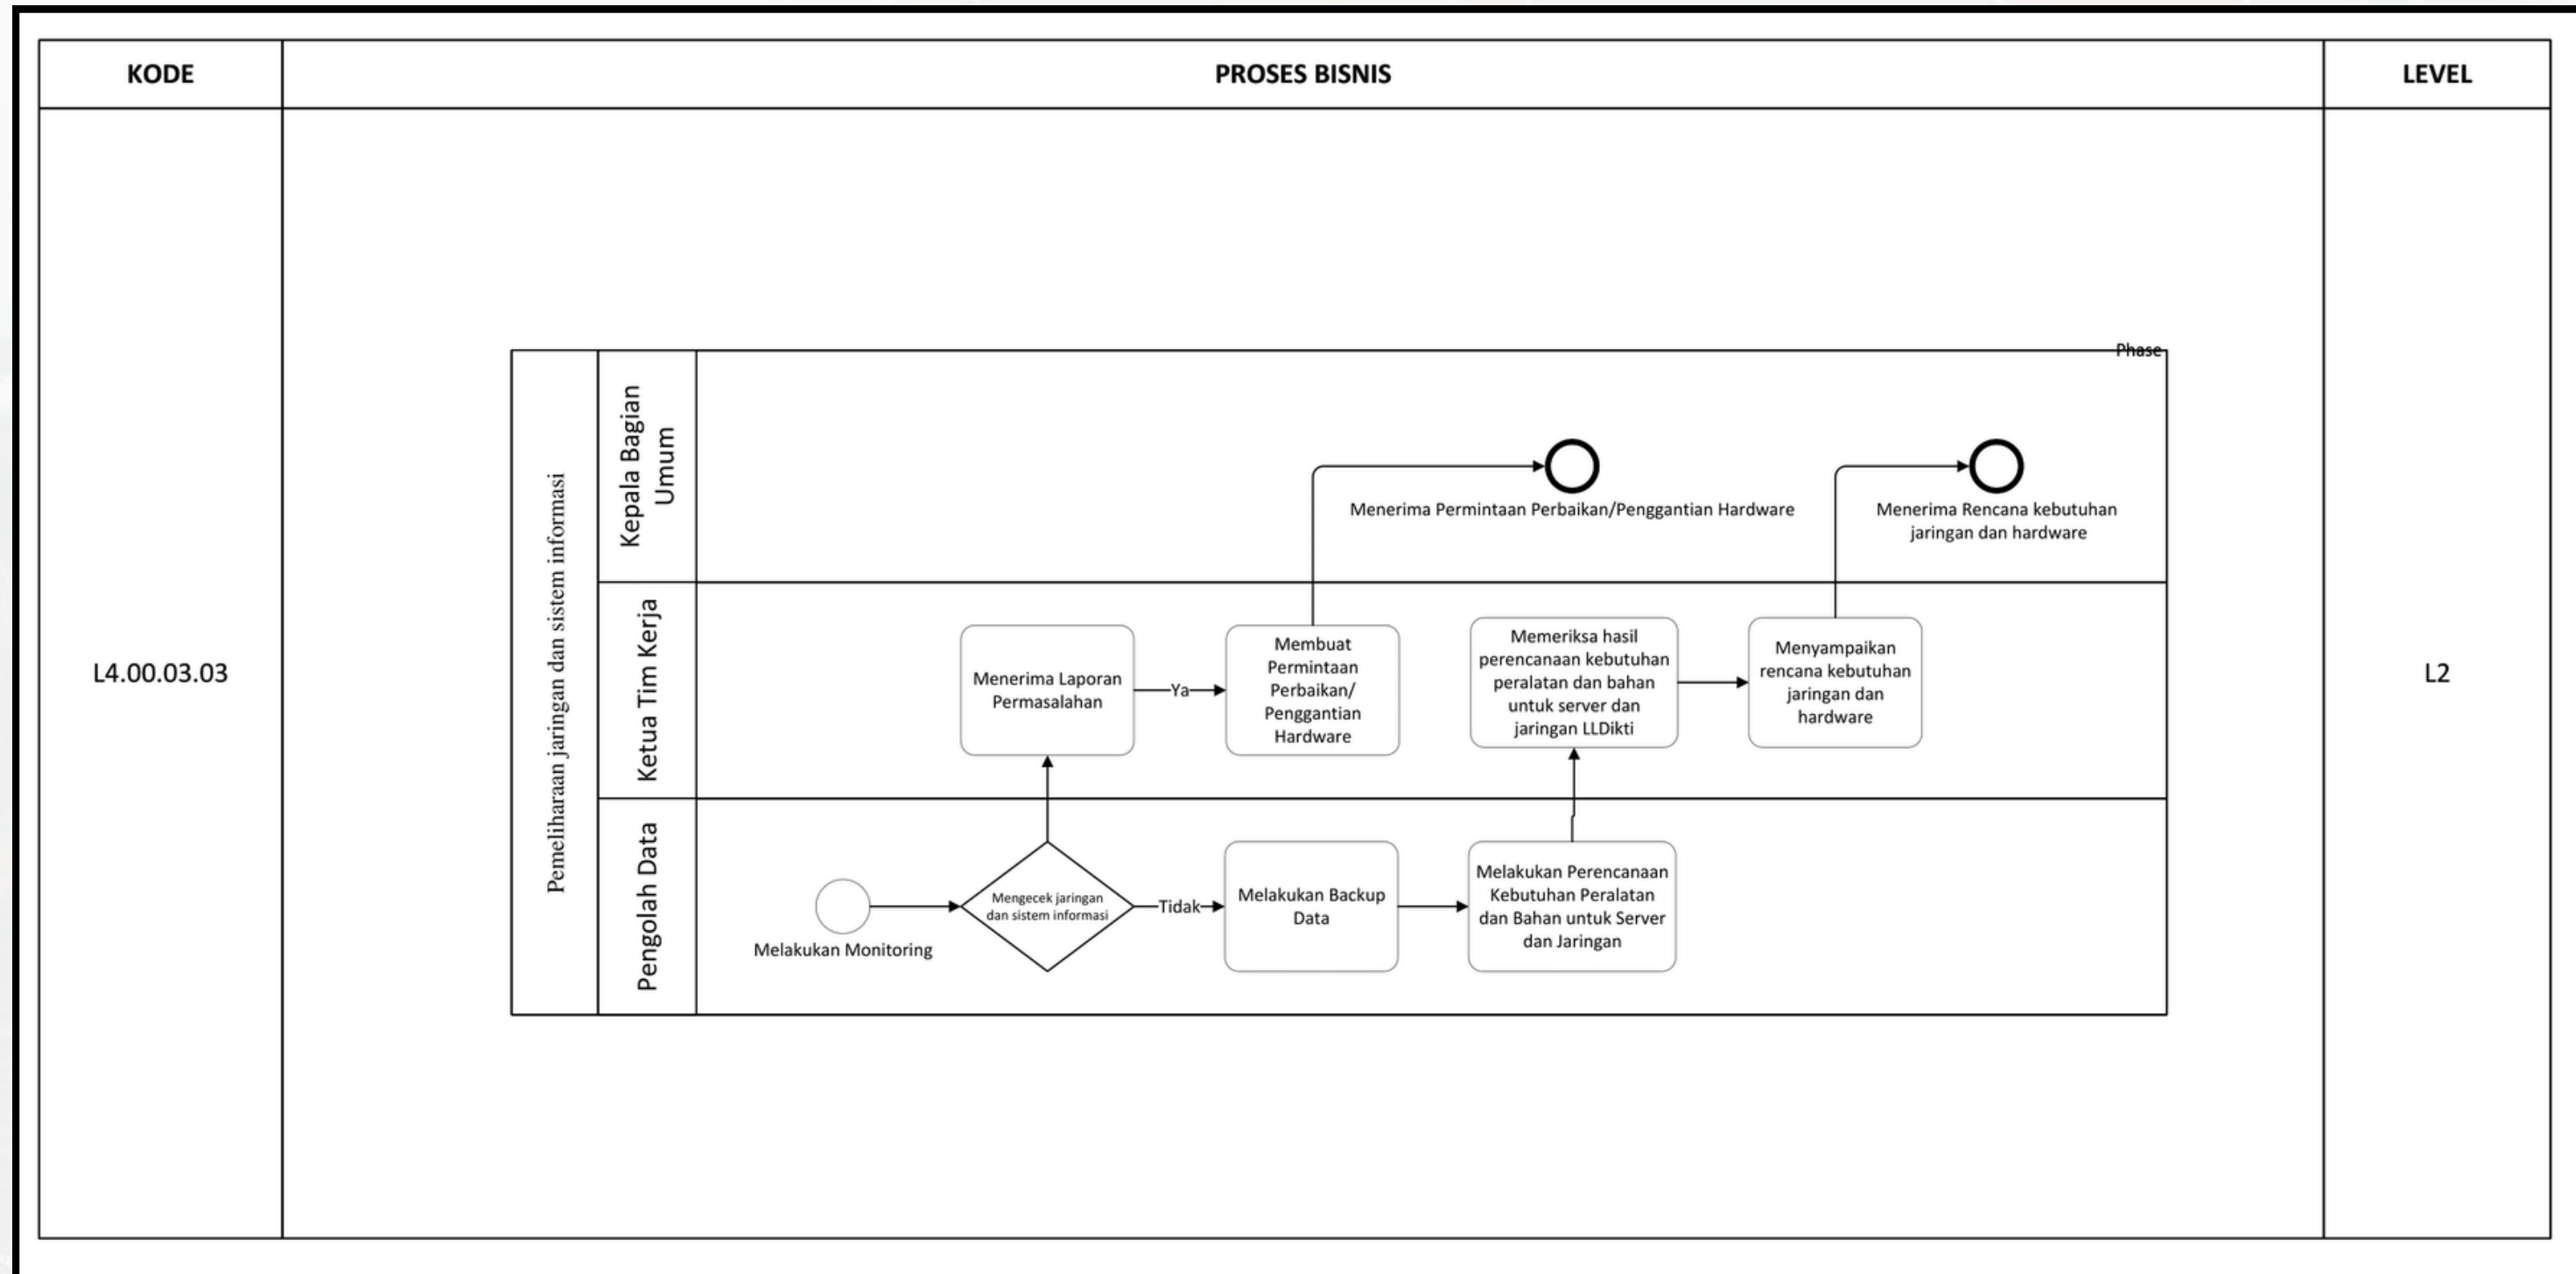 KODE
PROSES BISNIS
LEVEL
L4.00.03.03
Pemeliharaan jaringan dan sistem informasi
Phase
Kepala Bagian
Umum
Menerima Permintaan Perbaikan/Penggantian Hardware
Menerima Rencana kebutuhan
jaringan dan hardware
Ketua Tim Kerja
Menerima Laporan
Permasalahan
Ya
Membuat
Permintaan
Perbaikan/
Penggantian
Hardware
Memeriksa hasil
perencanaan kebutuhan
peralatan dan bahan
untuk server dan
jaringan LLDikti
Menyampaikan
rencana kebutuhan
jaringan dan
hardware
Pengolah Data
Melakukan Monitoring
Mengecek jaringan
dan sistem informasi
Tidak
Melakukan Backup
Data
Melakukan Perencanaan
Kebutuhan Peralatan
dan Bahan untuk Server
dan Jaringan
L2